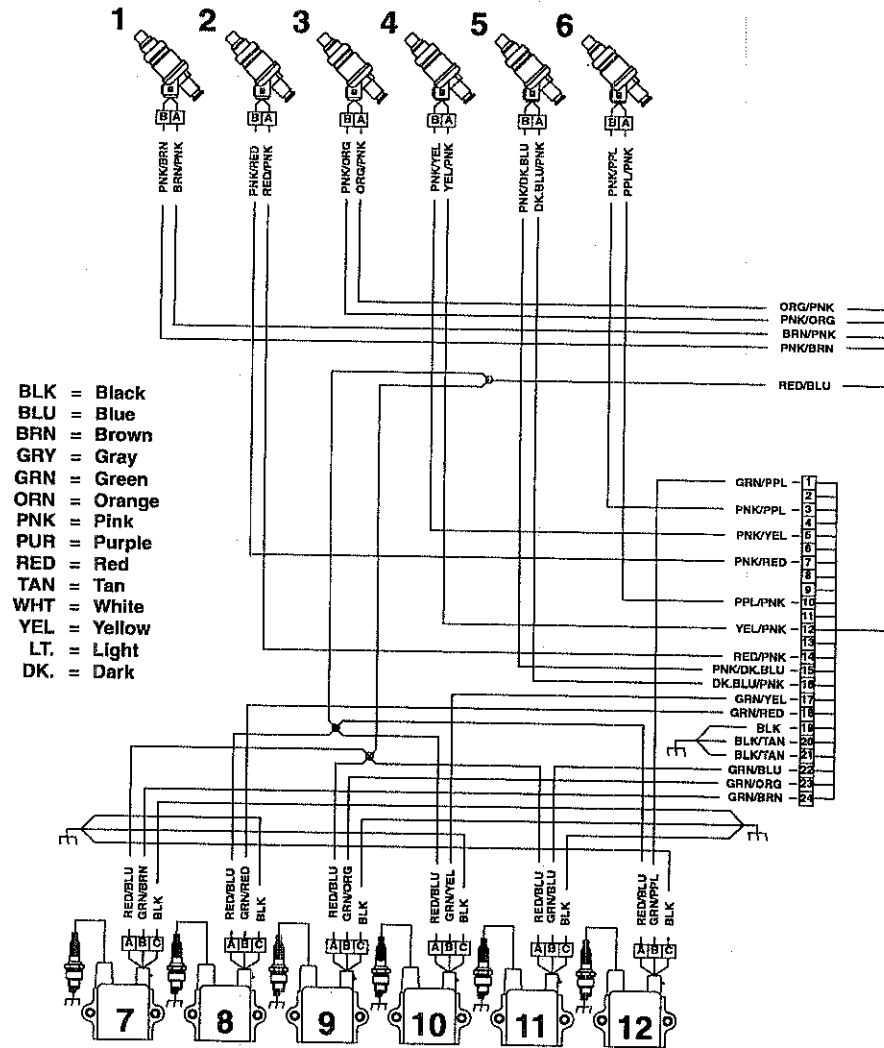 1 2 3 4 5 6
B A B A B A B A B A B A
PNK/BRN
BRN/PNK
PNK/RED
RED/PNK
PNK/ORG
ORG/PNK
PNK/YEL
YEL/PNK
PNK/DK.BLU
DK.BLU/PNK
PNK/PPL
PPL/PNK
ORG/PNK
PNK/ORG
BRN/PNK
PNK/BRN
RED/BLU
BLK = Black
BLU = Blue
BRN = Brown
GRY = Gray
GRN = Green
ORN = Orange
PNK = Pink
PUR = Purple
RED = Red
TAN = Tan
WHT = White
YEL = Yellow
LT. = Light
DK. = Dark
GRN/PPL 1
2
PNK/PPL 3
4
PNK/YEL 5
6
PNK/RED 7
8
9
PPL/PNK 10
11
YEL/PNK 12
13
RED/PNK 14
PNK/DK.BLU 15
DK.BLU/PNK 16
GRN/YEL 17
GRN/RED 18
BLK 19
BLK/TAN 20
BLK/TAN 21
GRN/BLU 22
GRN/ORG 23
GRN/BRN 24
RED/BLU
GRN/BRN
BLK
RED/BLU
GRN/RED
BLK
RED/BLU
GRN/ORG
BLK
RED/BLU
GRN/YEL
BLK
RED/BLU
GRN/BLU
BLK
RED/BLU
GRN/PPL
BLK
A B C A B C A B C A B C A B C A B C
7 8 9 10 11 12